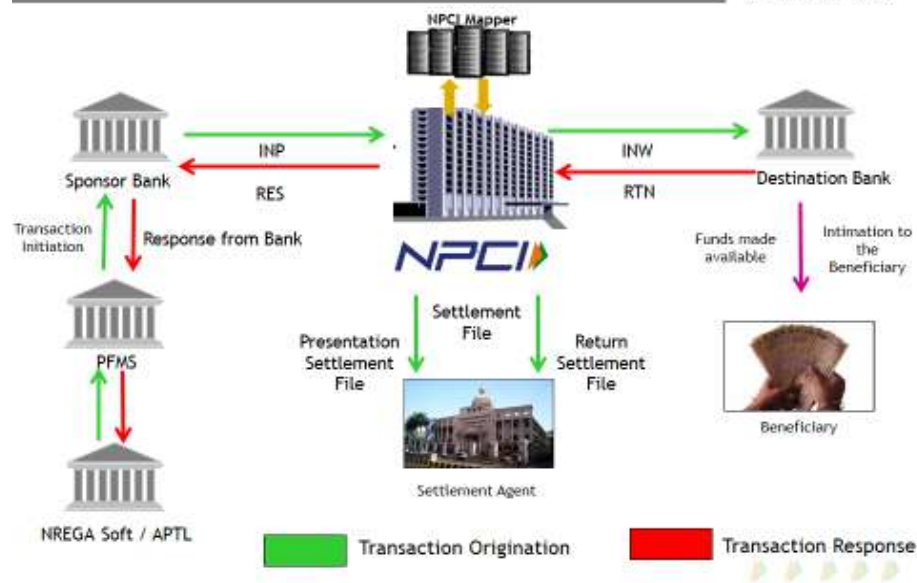 NPCI Mapper
INP
RES
Sponsor Bank
INW
RTN
Destination Bank
Transaction
Initiation
Response from Bank
Funds made
available
Intimation to
the
Beneficiary
NPCI
PFMS
Presentation
Settlement
File
Settlement
File
Return
Settlement
File
Settlement Agent
Beneficiary
NREGA Soft / APTL
Transaction Origination
Transaction Response